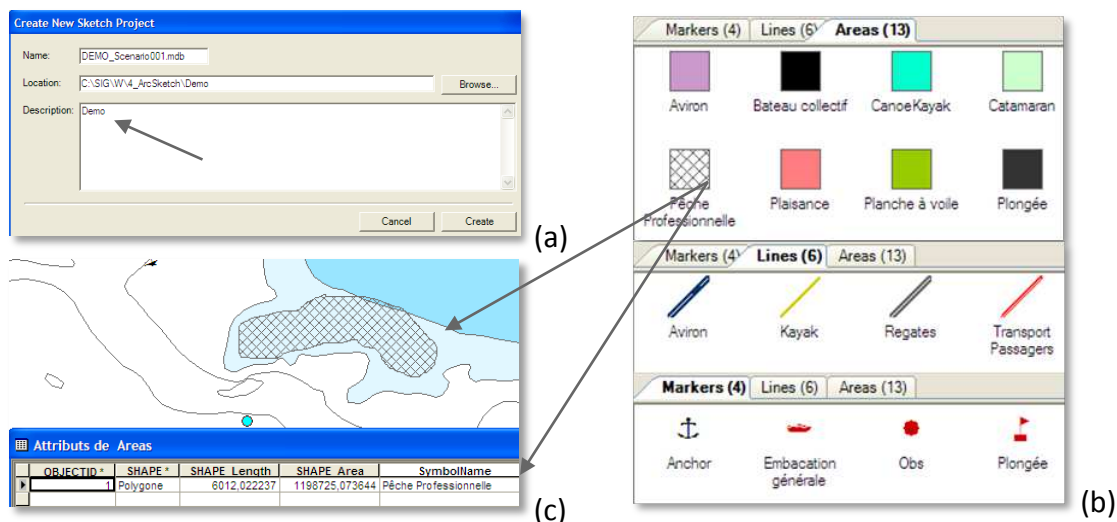 Create New Sketch Project
Name: DEMO_Scenario001.mdb
Location: C:\SIG\W\4_ArcSketch\Demo Browse...
Description: Demo
Cancel Create
(a)
Markers (4) Lines (6) Areas (13)
Aviron Bateau collectif CanoeKayak Catamaran
Pêche Plaisance Planche à voile Plongée
Professionnelle
Markers (4) Lines (6) Areas (13)
Aviron Kayak Regates Transport
Passagers
Markers (4) Lines (6) Areas (13)
Anchor Embacation Obs Plongée
générale
(b)
Attributs de Areas
OBJECTID * SHAPE * SHAPE_Length SHAPE_Area SymbolName
1 Polygone 6012,022237 1198725,073644 Pêche Professionnelle
(c)